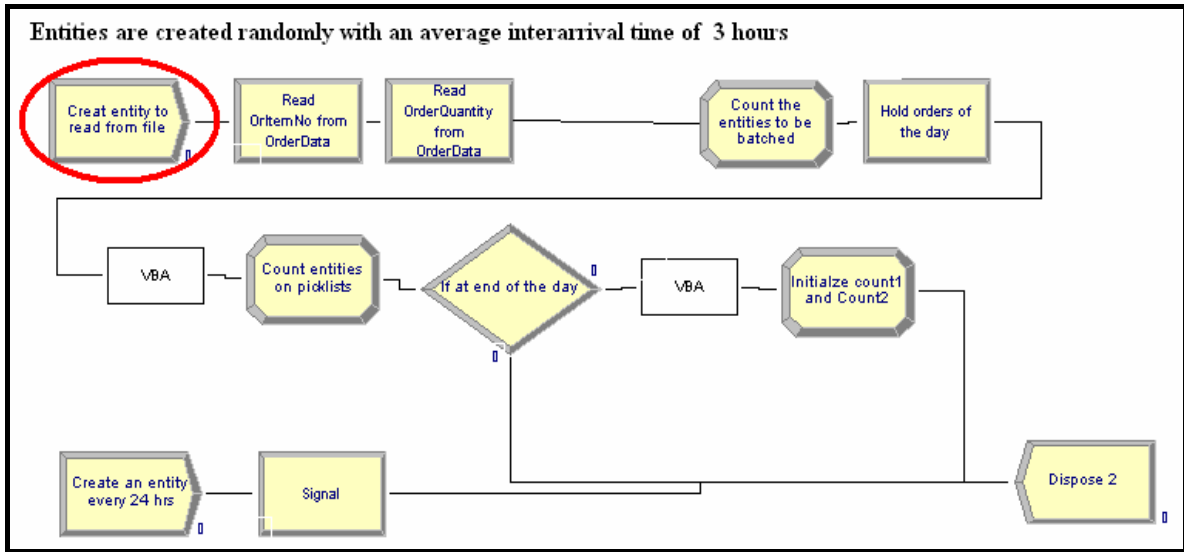 Entities are created randomly with an average interarrival time of 3 hours
Creat entity to
read from file
Read
OrItemNo from
OrderData
Read
OrderQuantity
from
OrderData
Count the
entities to be
batched
Hold orders of
the day
VBA
Count entities
on picklists
If at end of the day
VBA
Initialze count1
and Count2
Create an entity
every 24 hrs
Signal
Dispose 2